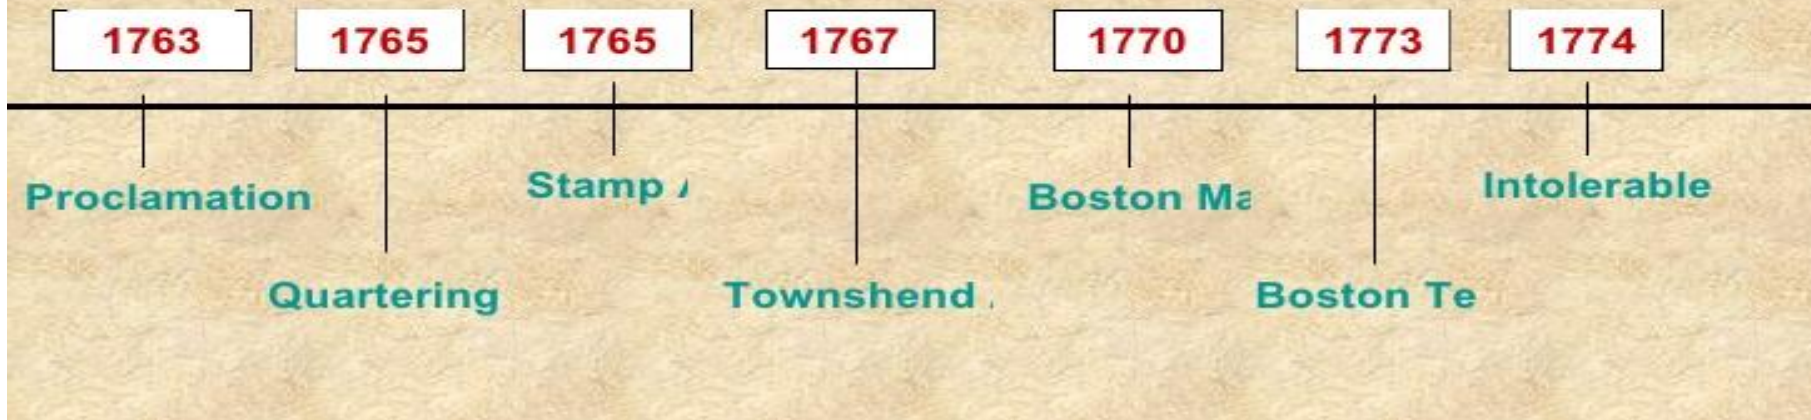 1763 1765 1765 1767 1770 1773 1774
Stamp Intolerable
Proclamation Boston Ma
Quartering Townshend Boston Te